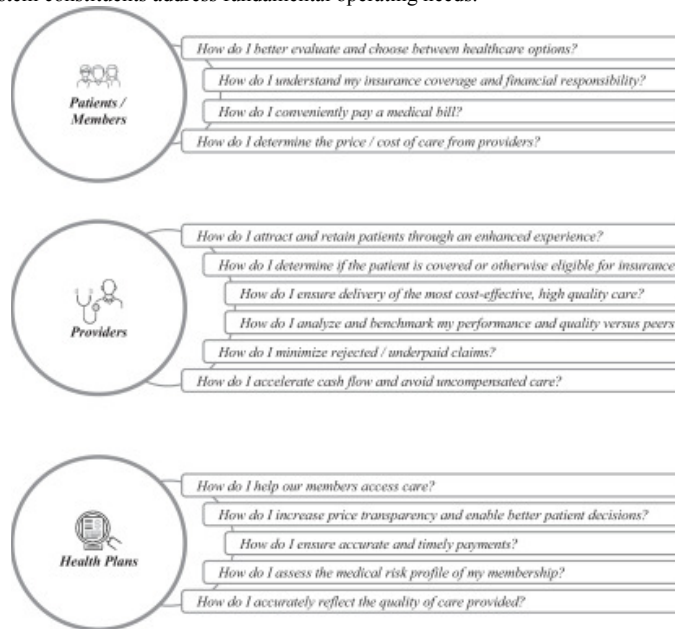 stem constituents address fundamental operating needs.
How do I better evaluate and choose between healthcare options?
How do I understand my insurance coverage and financial responsibility?
Patients /
Members
How do I conveniently pay a medical bill?
How do I determine the price / cost of care from providers?
How do I attract and retain patients through an enhanced experience?
How do I determine if the patient is covered or otherwise eligible for insurance
How do I ensure delivery of the most cost-effective, high quality care?
How do I analyze and benchmark my performance and quality versus peers
Providers
How do I minimize rejected / underpaid claims?
How do I accelerate cash flow and avoid uncompensated care?
How do I help our members access care?
How do I increase price transparency and enable better patient decisions?
How do I ensure accurate and timely payments?
Health Plans
How do I assess the medical risk profile of my membership?
How do I accurately reflect the quality of care provided?